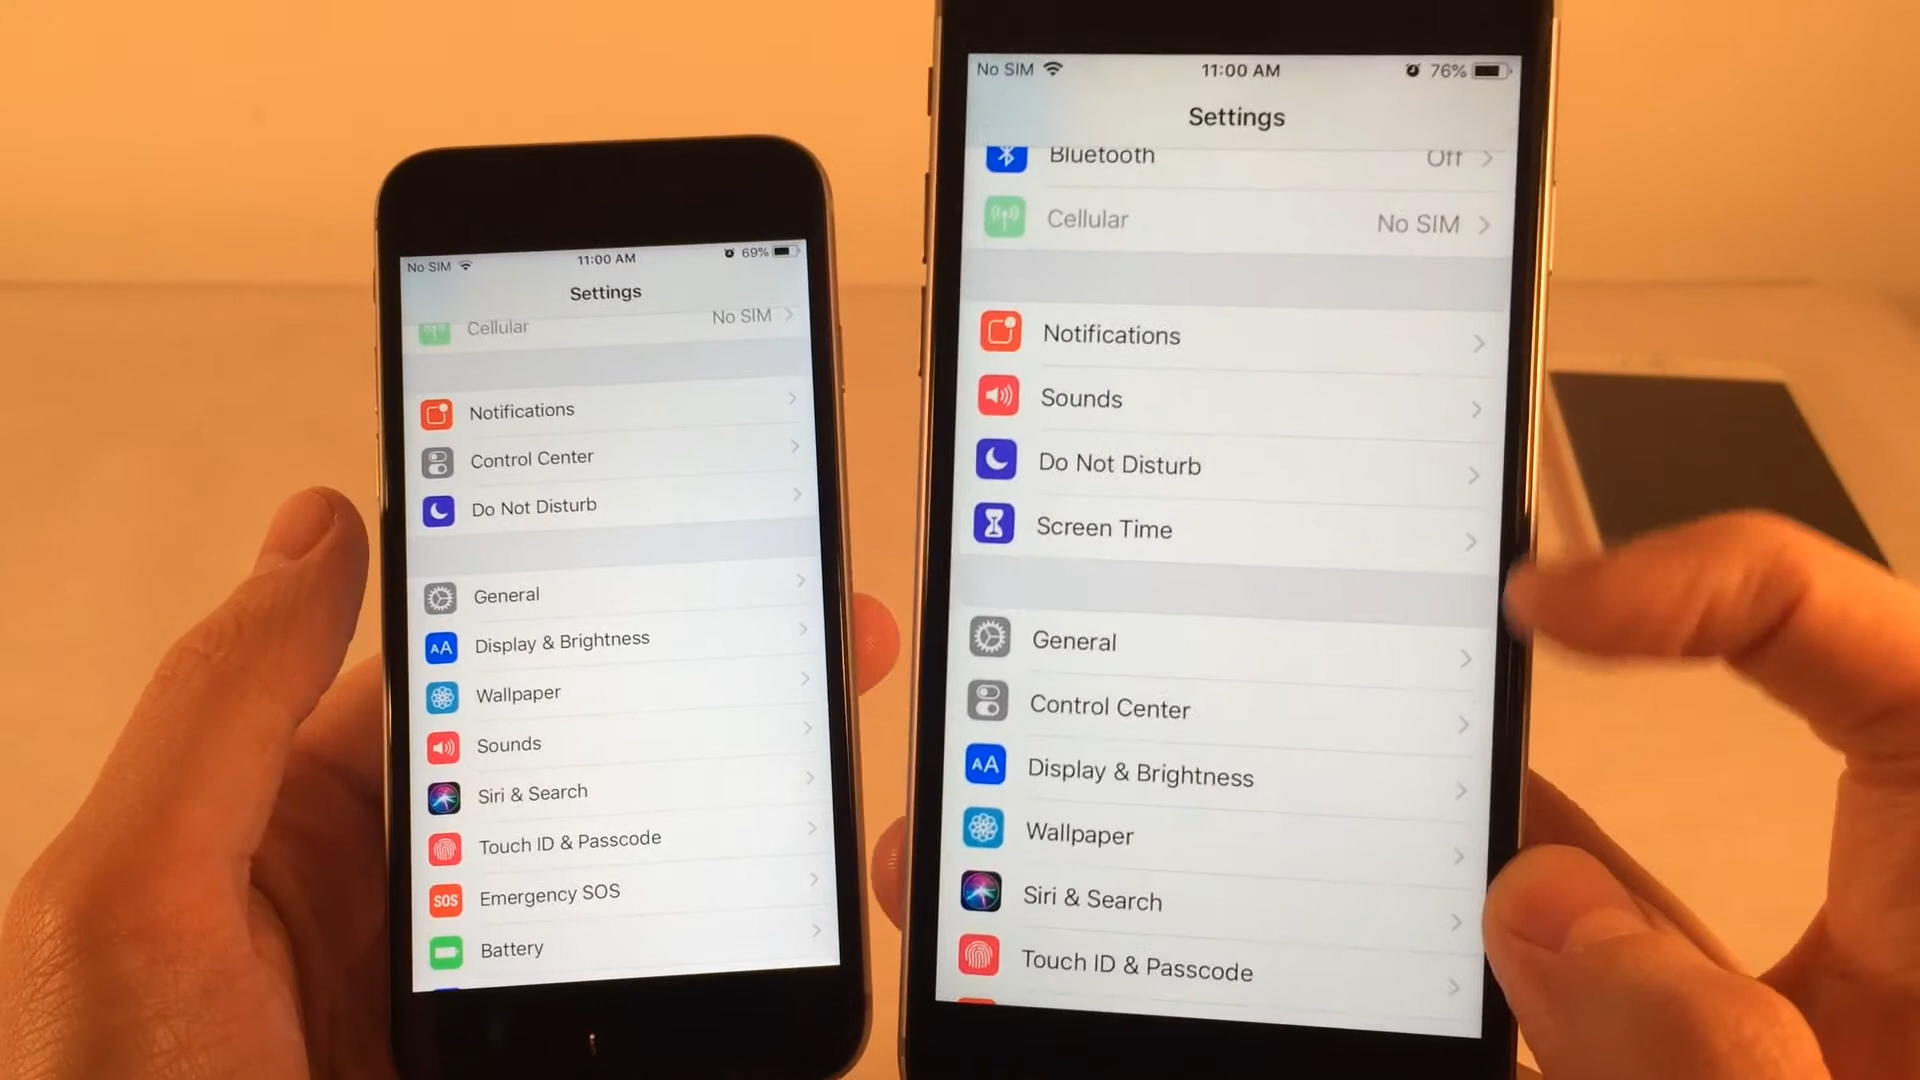 No SIM 11:00 AM 69%
Settings
Cellular No SIM
Notifications
Control Center
Do Not Disturb
General
AA Display & Brightness
Wallpaper
Sounds
Siri & Search
Touch ID & Passcode
SOS Emergency SOS
Battery
No SIM 11:00 AM 76%
Settings
Bluetooth Off
Cellular No SIM
Notifications
Sounds
Do Not Disturb
Screen Time
General
Control Center
AA Display & Brightness
Wallpaper
Siri & Search
Touch ID & Passcode